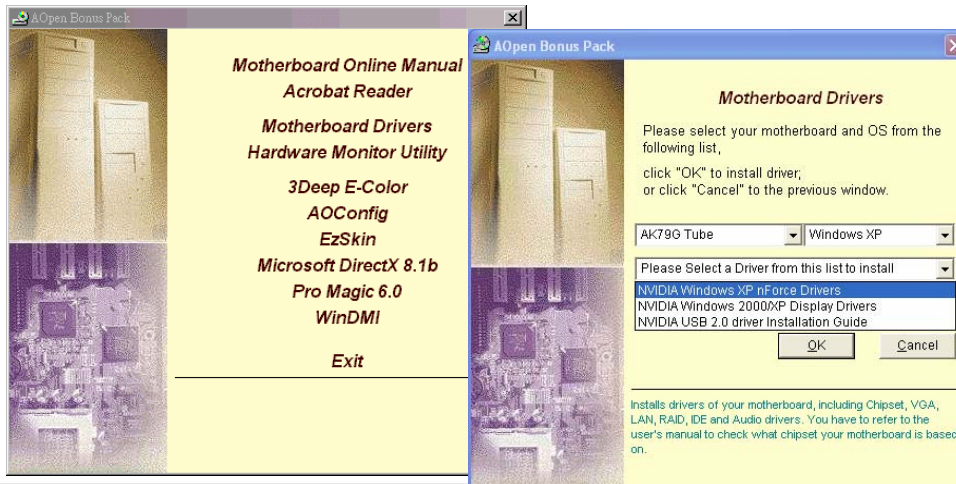 AOpen Bonus Pack
Motherboard Online Manual
Acrobat Reader
Motherboard Drivers
Hardware Monitor Utility
3Deep E-Color
AOConfig
EzSkin
Microsoft DirectX 8.1b
Pro Magic 6.0
WinDMI
Exit
AOpen Bonus Pack
Motherboard Drivers
Please select your motherboard and OS from the
following list,
click "OK" to install driver;
or click "Cancel" to the previous window.
AK79G Tube
Windows XP
Please Select a Driver from this list to install
NVIDIA Windows XP nForce Drivers
NVIDIA Windows 2000/XP Display Drivers
NVIDIA USB 2.0 driver Installation Guide
OK
Cancel
Installs drivers of your motherboard, including Chipset, VGA,
LAN, RAID, IDE and Audio drivers. You have to refer to the
user's manual to check what chipset your motherboard is based
on.